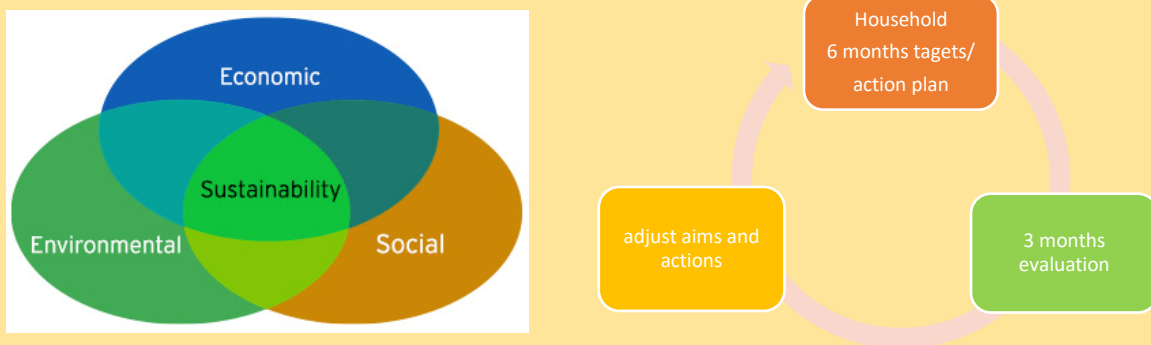 Economic
Sustainability
Environmental
Social
Household
6 months tagets/
action plan
3 months
evaluation
adjust aims and
actions